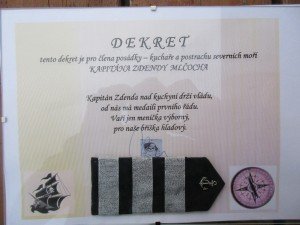 DEKRET
tento dekret je pro člena posádky – kuchaře a postrachu severních moří
KAPITÁNA ZDENDY MLČOCHA
Kapitán Zdenda nad kuchyní drží vládu,
od nás má medaili prvního řádu.
Vaří jen meníčka výborný,
pro naše bříška hladový.